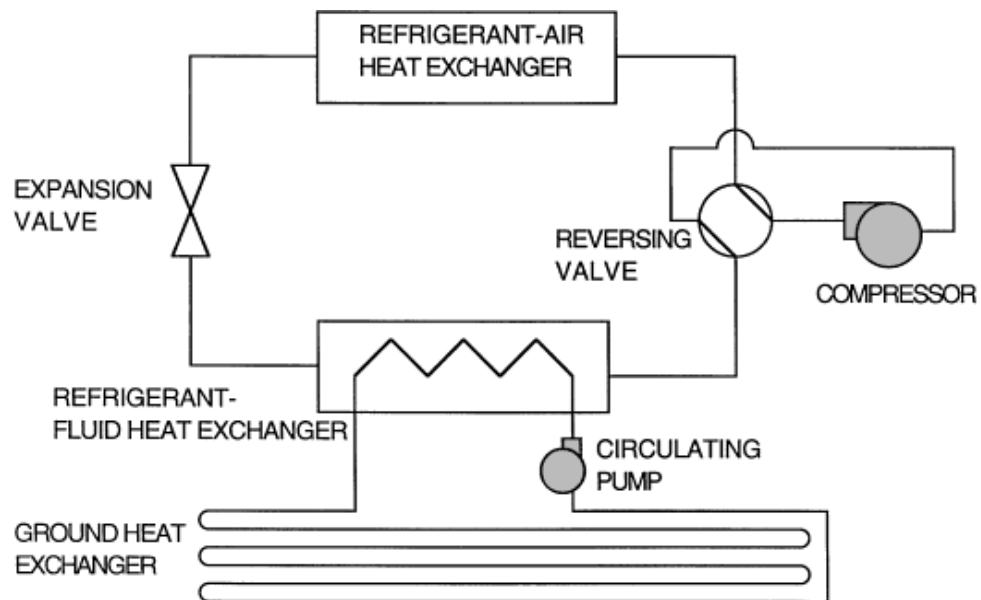 REFRIGERANT-AIR
HEAT EXCHANGER
EXPANSION
VALVE
REVERSING
VALVE
COMPRESSOR
REFRIGERANT-
FLUID HEAT EXCHANGER
CIRCULATING
PUMP
GROUND HEAT
EXCHANGER